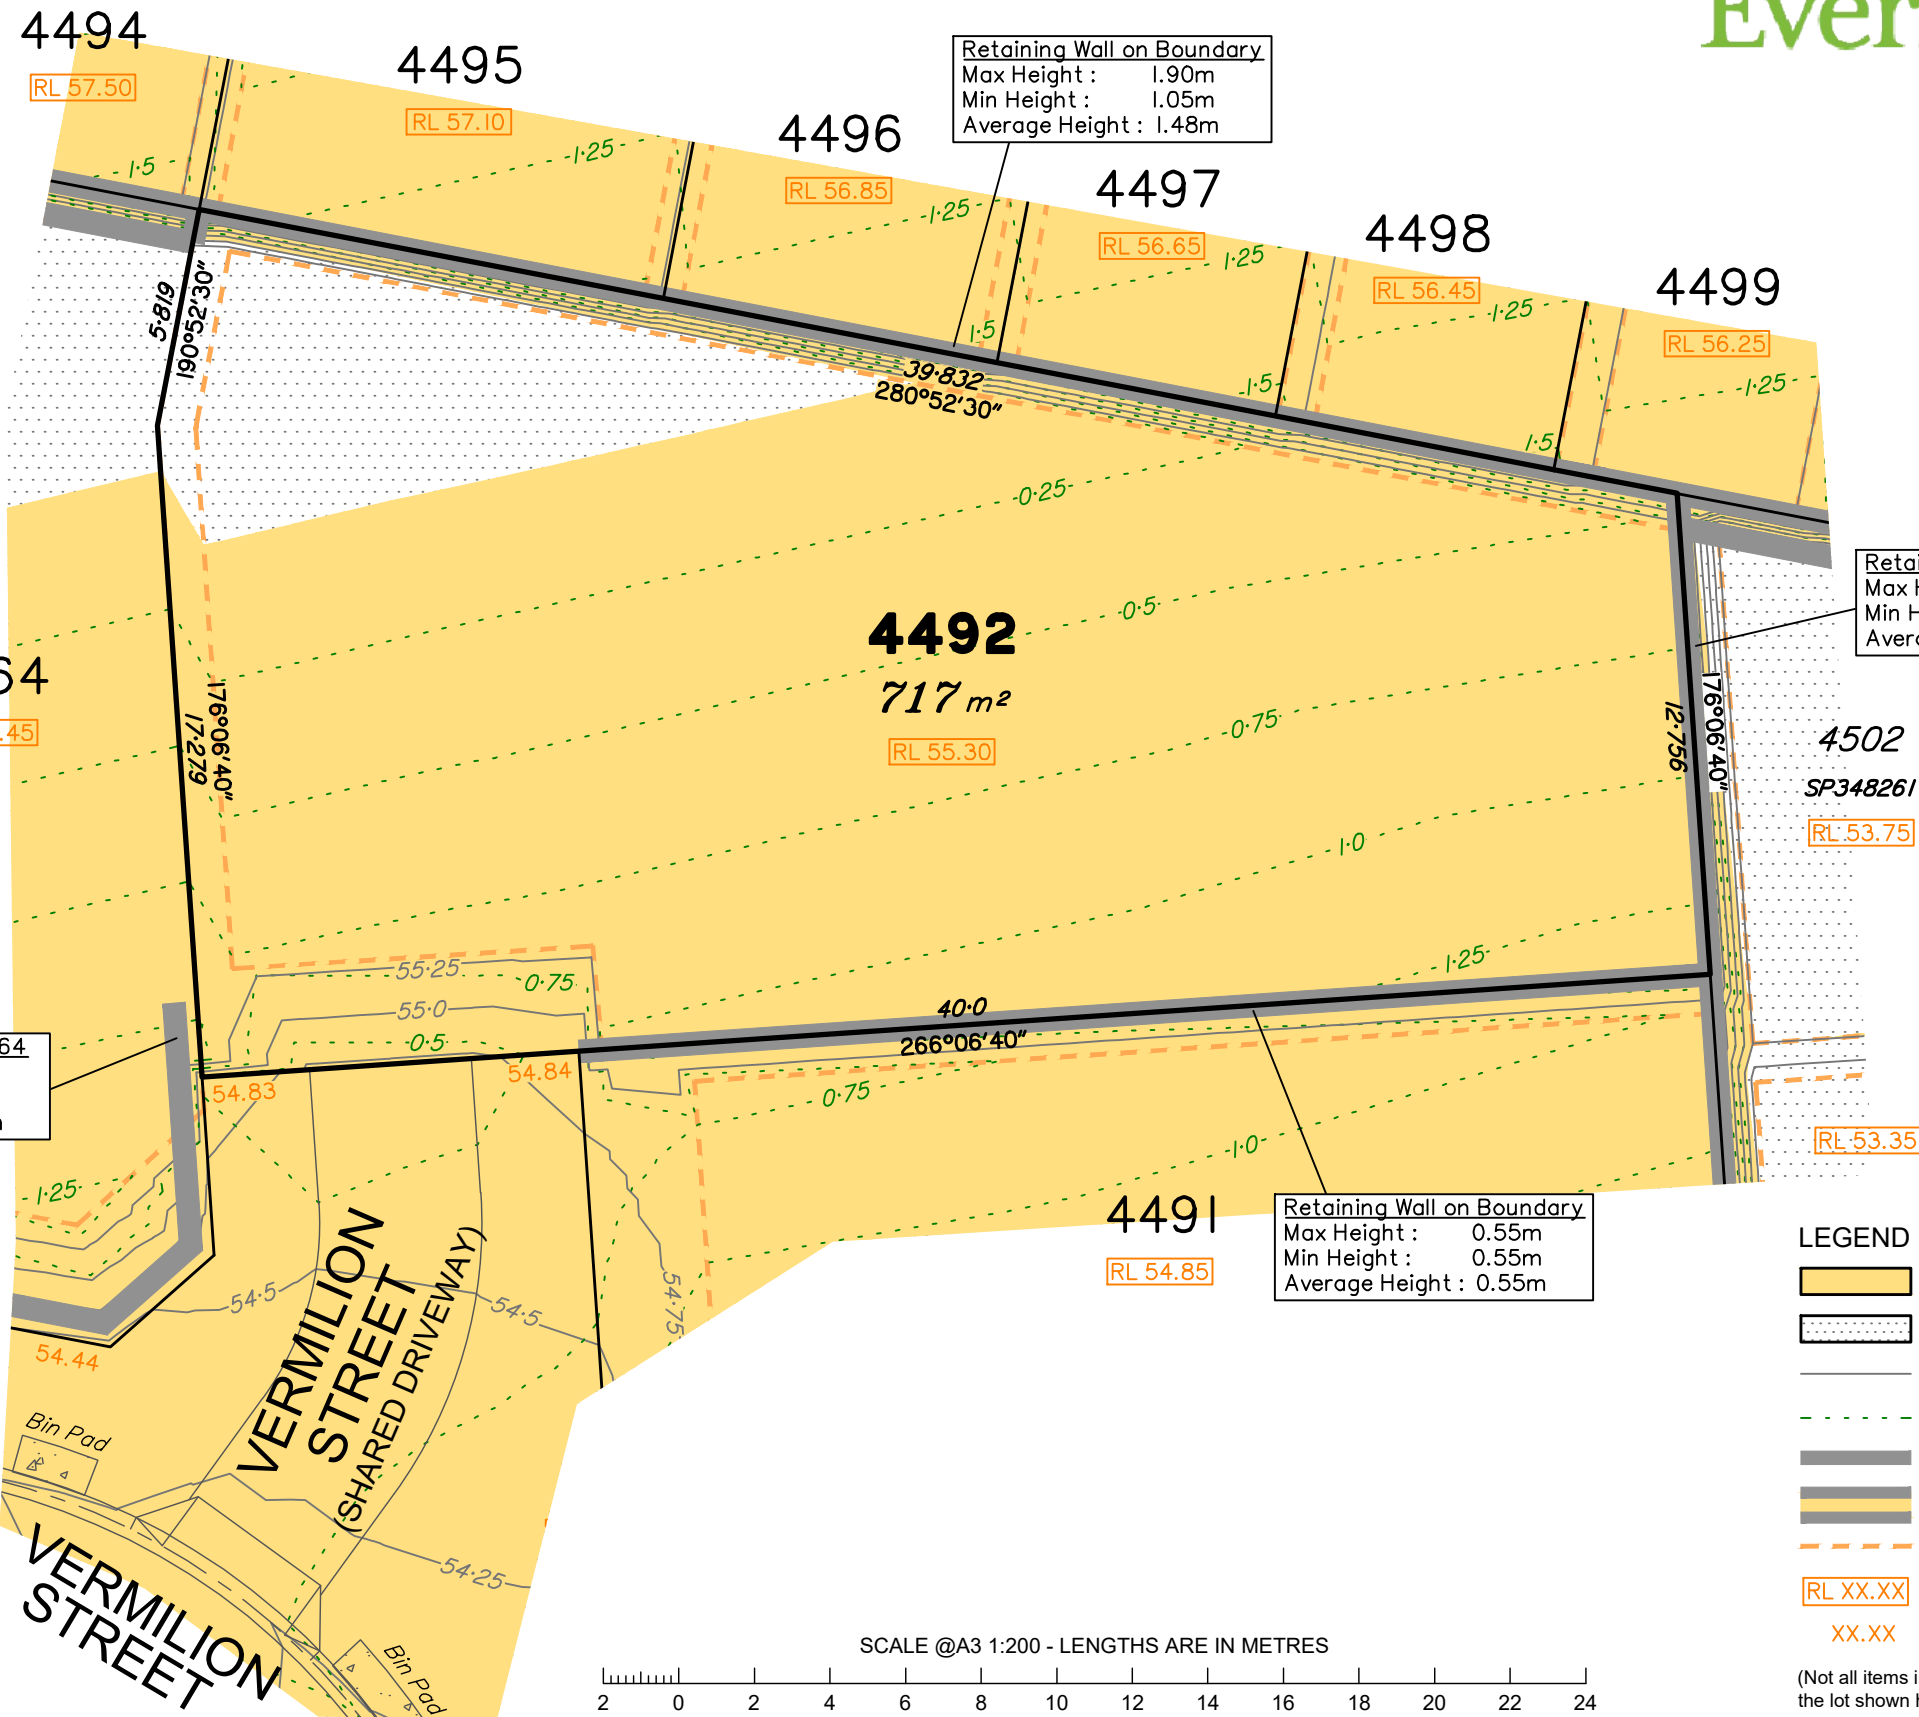 4494
RL 57.50
4495
RL 57.10
4496
RL 56.85
4497
RL 56.65
4498
RL 56.45
4499
RL 56.25
Retaining Wall on Boundary
Max Height : 1.90m
Min Height : 1.05m
Average Height : 1.48m
1·5
1·25
1·25
1·25
1·25
1·25
1·5
1·5
1·5
5·819
190°52'30"
39·832
280°52'30"
0·25
0·5
0·75
1·0
1·25
4492
717 m²
RL 55.30
17·279
176°06'40"
12·756
176°06'40"
4502
SP348261
RL 53.75
RL 53.35
64
.45
64
55·25
55·0
0·75
0·5
40·0
266°06'40"
54.83
54.84
0·75
1·0
1·25
4491
RL 54.85
Retaining Wall on Boundary
Max Height : 0.55m
Min Height : 0.55m
Average Height : 0.55m
54·5
54·5
54·75
54.44
54·25
VERMILION
STREET
(SHARED DRIVEWAY)
Bin Pad
Bin Pad
VERMILION
STREET
SCALE @A3 1:200 - LENGTHS ARE IN METRES
2 0 2 4 6 8 10 12 14 16 18 20 22 24
LEGEND
RL XX.XX
XX.XX
(Not all items
the lot shown